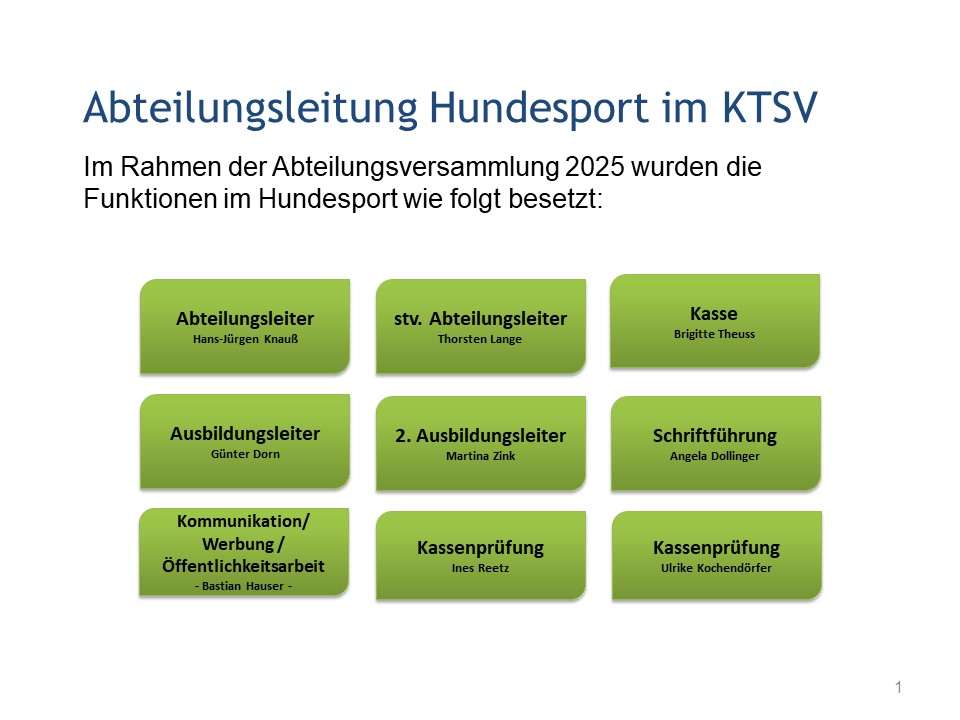 Abteilungsleitung Hundesport im KTSV
Im Rahmen der Abteilungsversammlung 2025 wurden die
Funktionen im Hundesport wie folgt besetzt:
Abteilungsleiter
Hans-Jürgen Knauß
stv. Abteilungsleiter
Thorsten Lange
Kasse
Brigitte Theuss
Ausbildungsleiter
Günter Dorn
2. Ausbildungsleiter
Martina Zink
Schriftführung
Angela Dollinger
Kommunikation/
Werbung /
Öffentlichkeitsarbeit
- Bastian Hauser -
Kassenprüfung
Ines Reetz
Kassenprüfung
Ulrike Kochendörfer
1